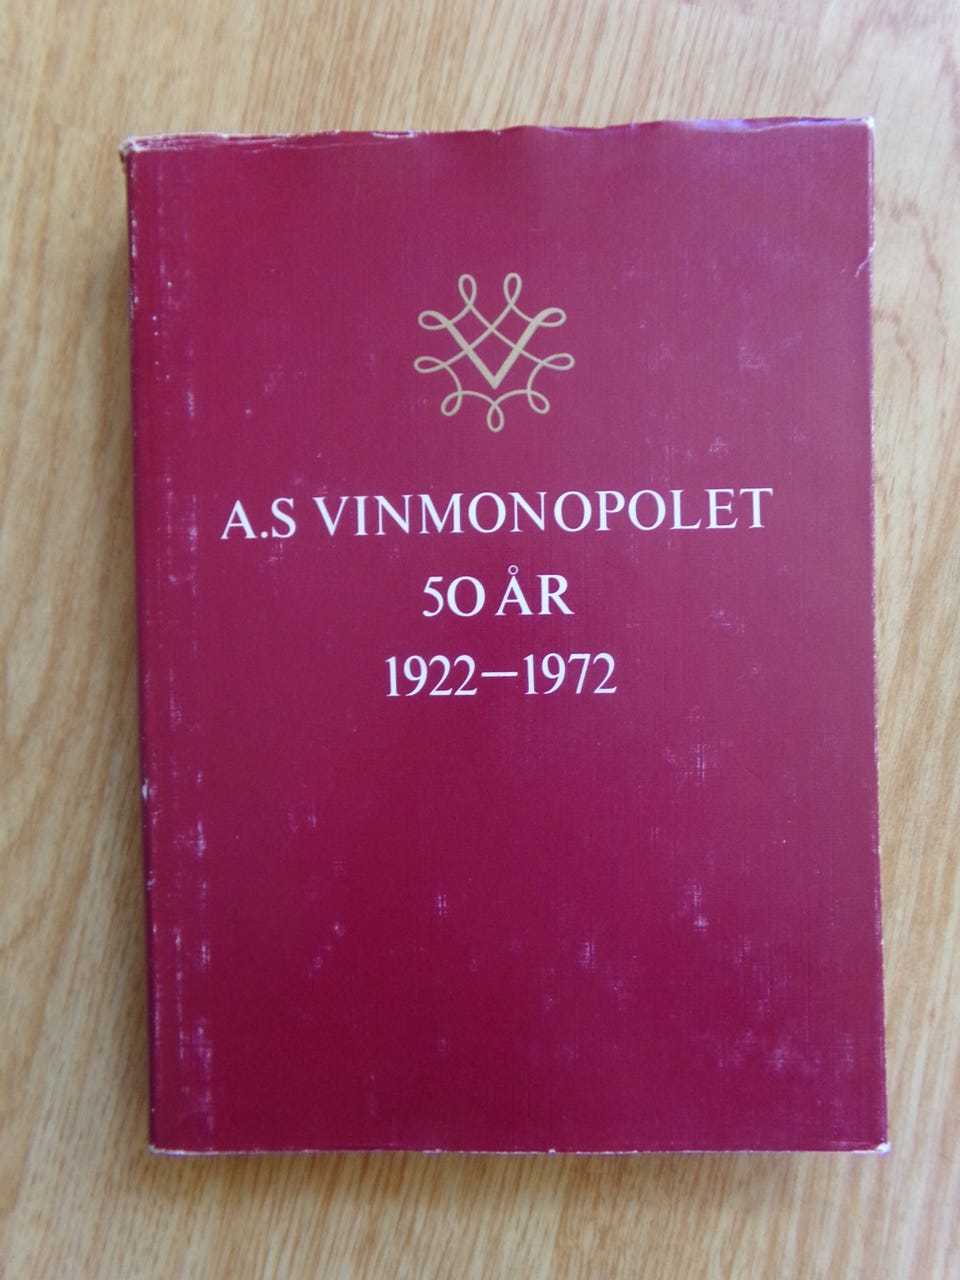 A.S VINMONOPOLET
50 ÅR
1922–1972